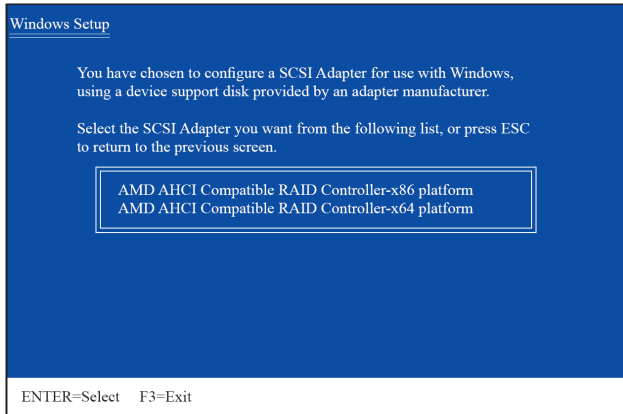 Windows Setup
You have chosen to configure a SCSI Adapter for use with Windows,
using a device support disk provided by an adapter manufacturer.
Select the SCSI Adapter you want from the following list, or press ESC
to return to the previous screen.
AMD AHCI Compatible RAID Controller-x86 platform
AMD AHCI Compatible RAID Controller-x64 platform
ENTER=Select F3=Exit